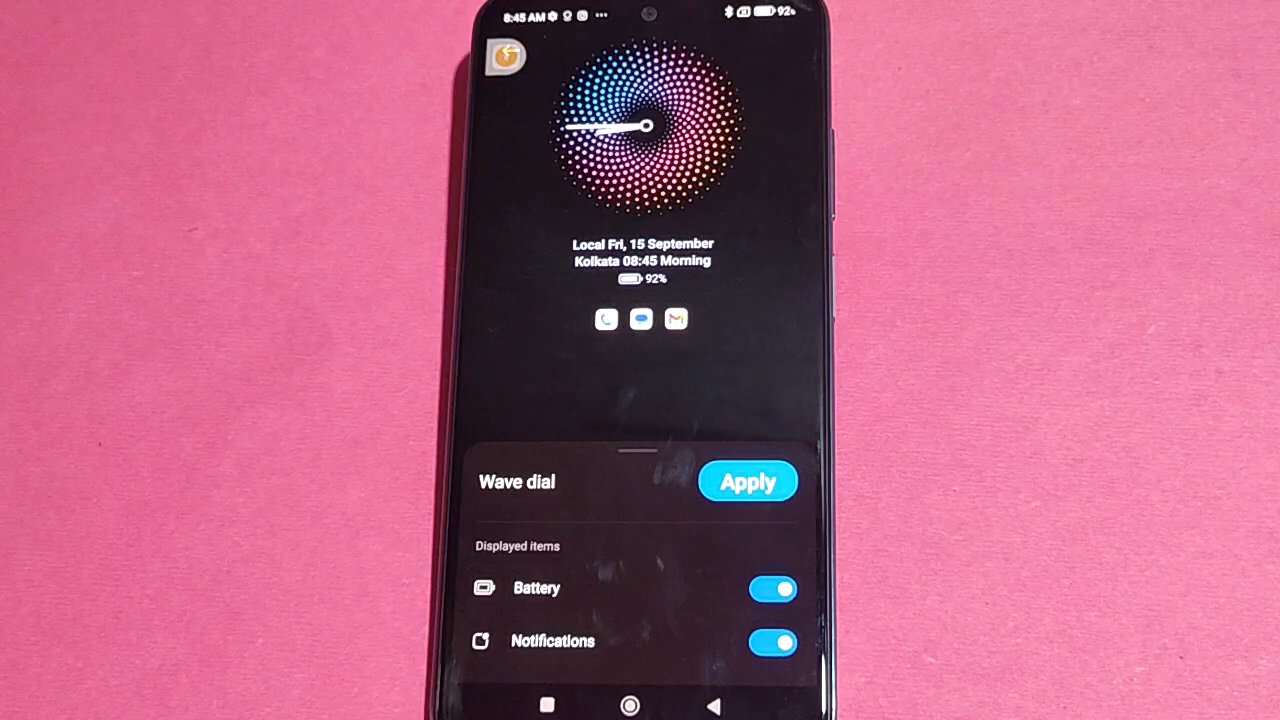 8:45 AM 92%
Local Fri, 15 September
Kolkata 08:45 Morning
92%
Wave dial
Apply
Displayed items
Battery
Notifications